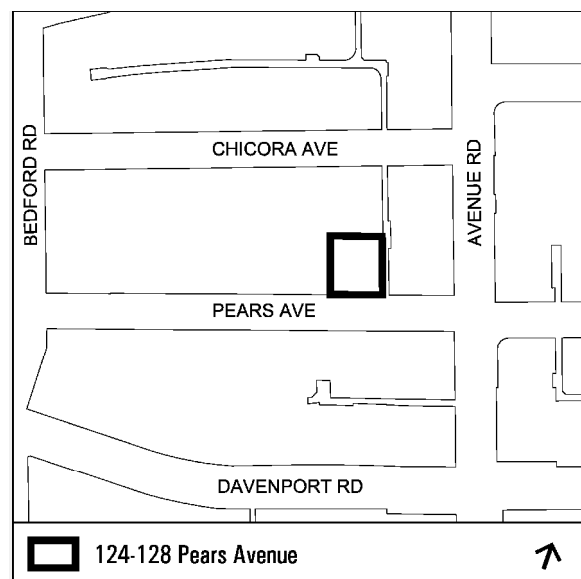 CHICORA AVE
BEDFORD RD
AVENUE RD
PEARS AVE
DAVENPORT RD
124-128 Pears Avenue